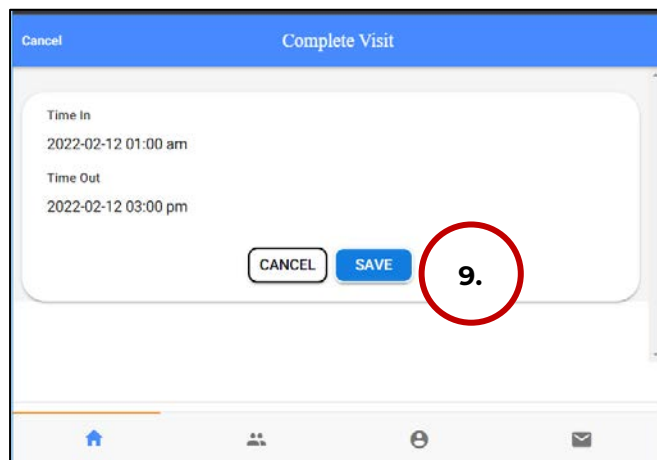 Cancel
Complete Visit
Time In
2022-02-12 01:00 am
Time Out
2022-02-12 03:00 pm
CANCEL
SAVE
9.